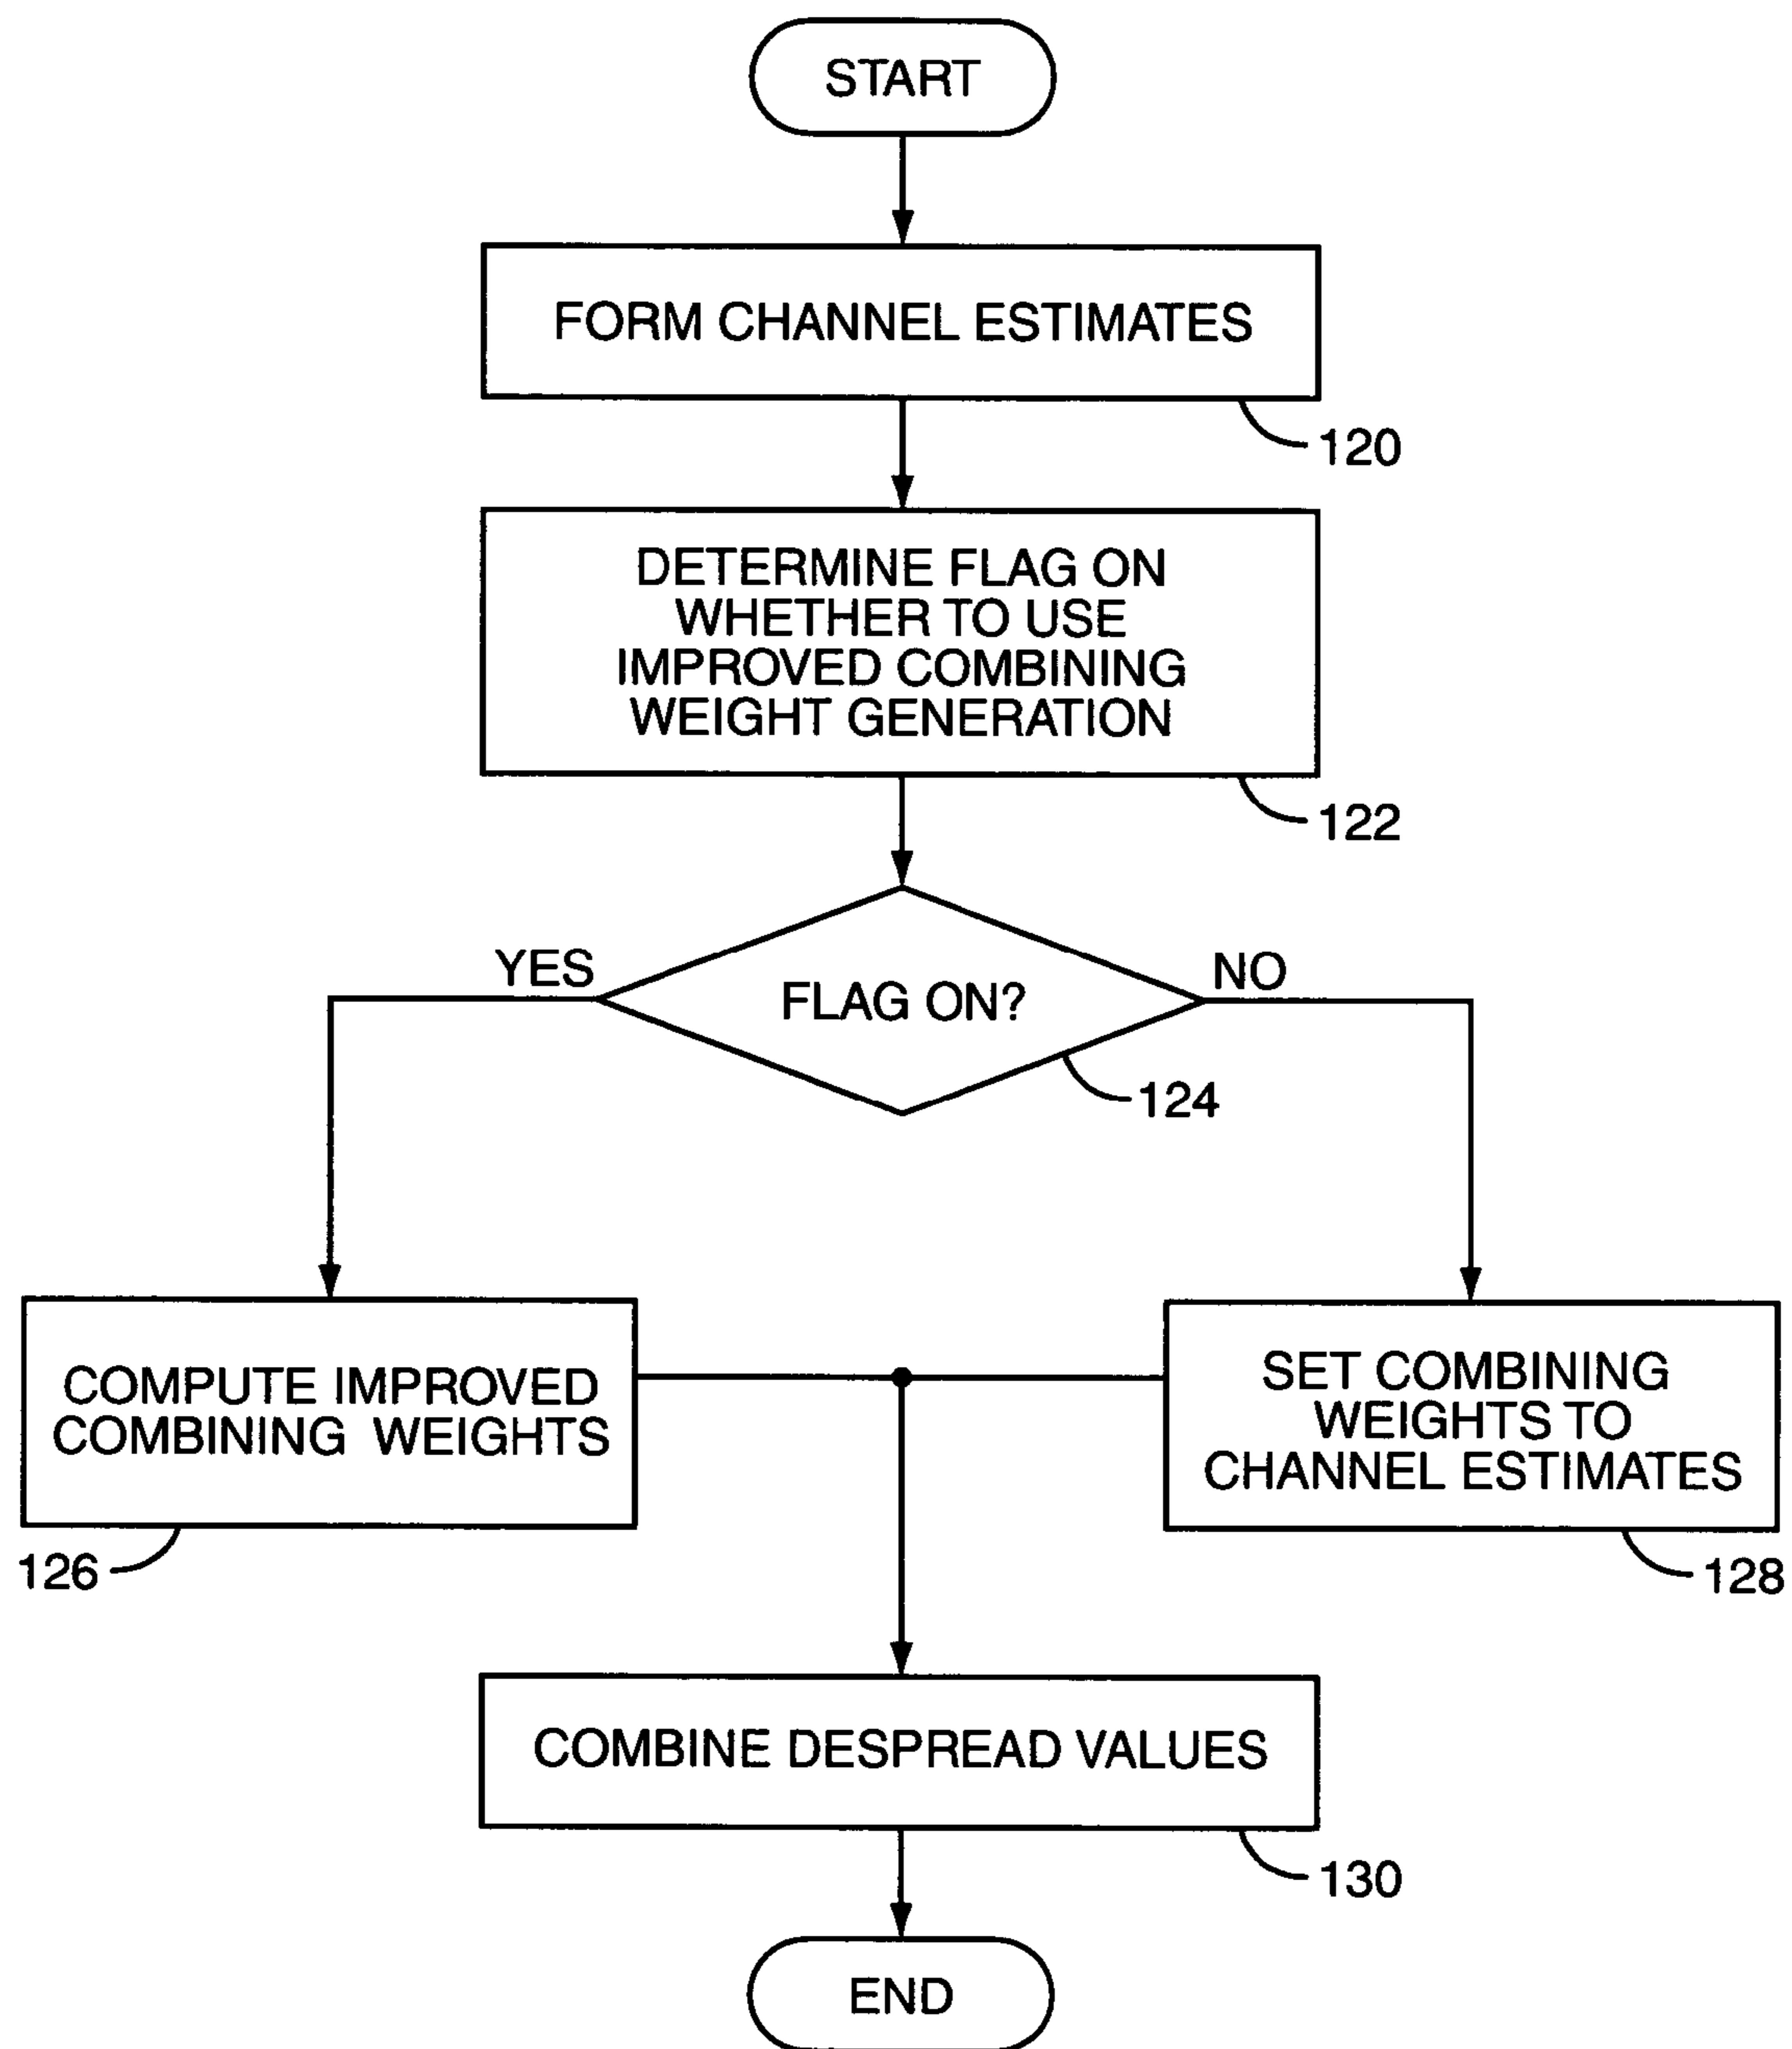 START
FORM CHANNEL ESTIMATES
120
DETERMINE FLAG ON
WHETHER TO USE
IMPROVED COMBINING
WEIGHT GENERATION
122
YES
FLAG ON?
NO
124
COMPUTE IMPROVED
COMBINING WEIGHTS
126
SET COMBINING
WEIGHTS TO
CHANNEL ESTIMATES
128
COMBINE DESPREAD VALUES
130
END